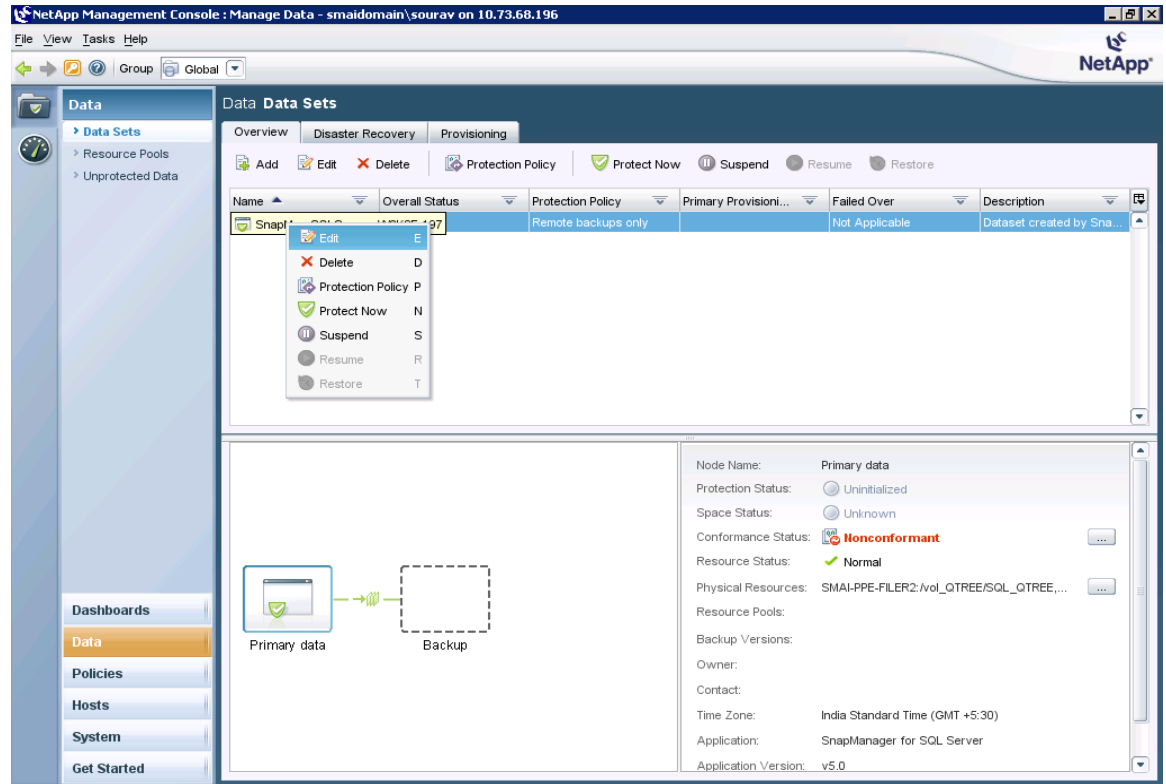 NetApp Management Console : Manage Data - smaidomain\sourav on 10.73.68.196
File View Tasks Help
NetApp
Group Global
Data
Data Sets
Resource Pools
Unprotected Data
Dashboards
Data
Policies
Hosts
System
Get Started
Data Data Sets
Overview Disaster Recovery Provisioning
Add Edit Delete Protection Policy Protect Now Suspend Resume Restore
Name Overall Status Protection Policy Primary Provisioni... Failed Over Description
97 Remote backups only Not Applicable Dataset created by Sna...
Edit E
Delete D
Protection Policy P
Protect Now N
Suspend S
Resume R
Restore T
Primary data Backup
Node Name: Primary data
Protection Status: Uninitialized
Space Status: Unknown
Conformance Status: Nonconformant ...
Resource Status: Normal
Physical Resources: SMAI-PPE-FILER2:/vol_QTREE/SQL_QTREE,... ...
Resource Pools:
Backup Versions:
Owner:
Contact:
Time Zone: India Standard Time (GMT +5:30)
Application: SnapManager for SQL Server
Application Version: v5.0